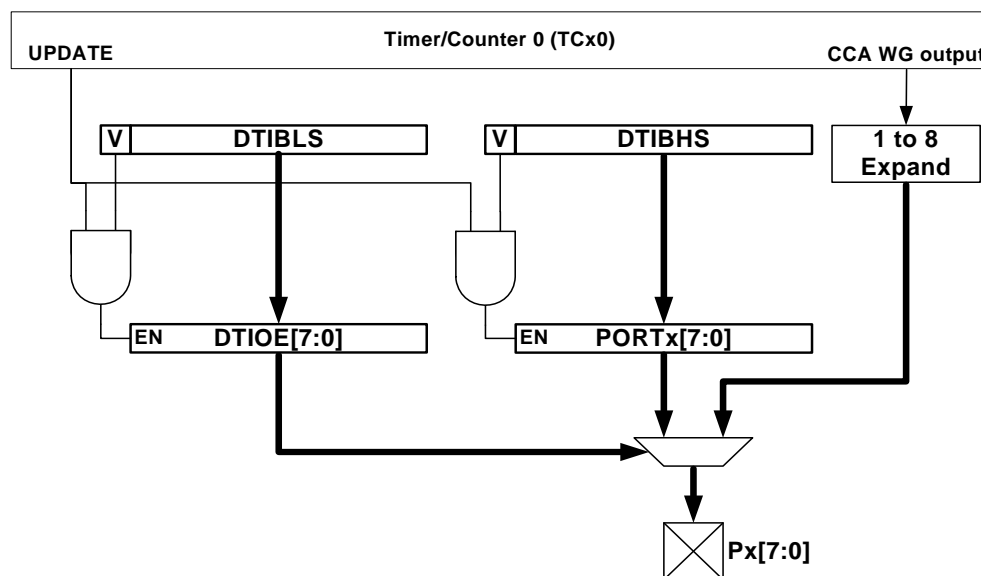 Timer/Counter 0 (TCx0)
UPDATE
CCA WG output
V
DTIBLS
V
DTIBHS
1 to 8
Expand
EN
DTIOE[7:0]
EN
PORTx[7:0]
Px[7:0]